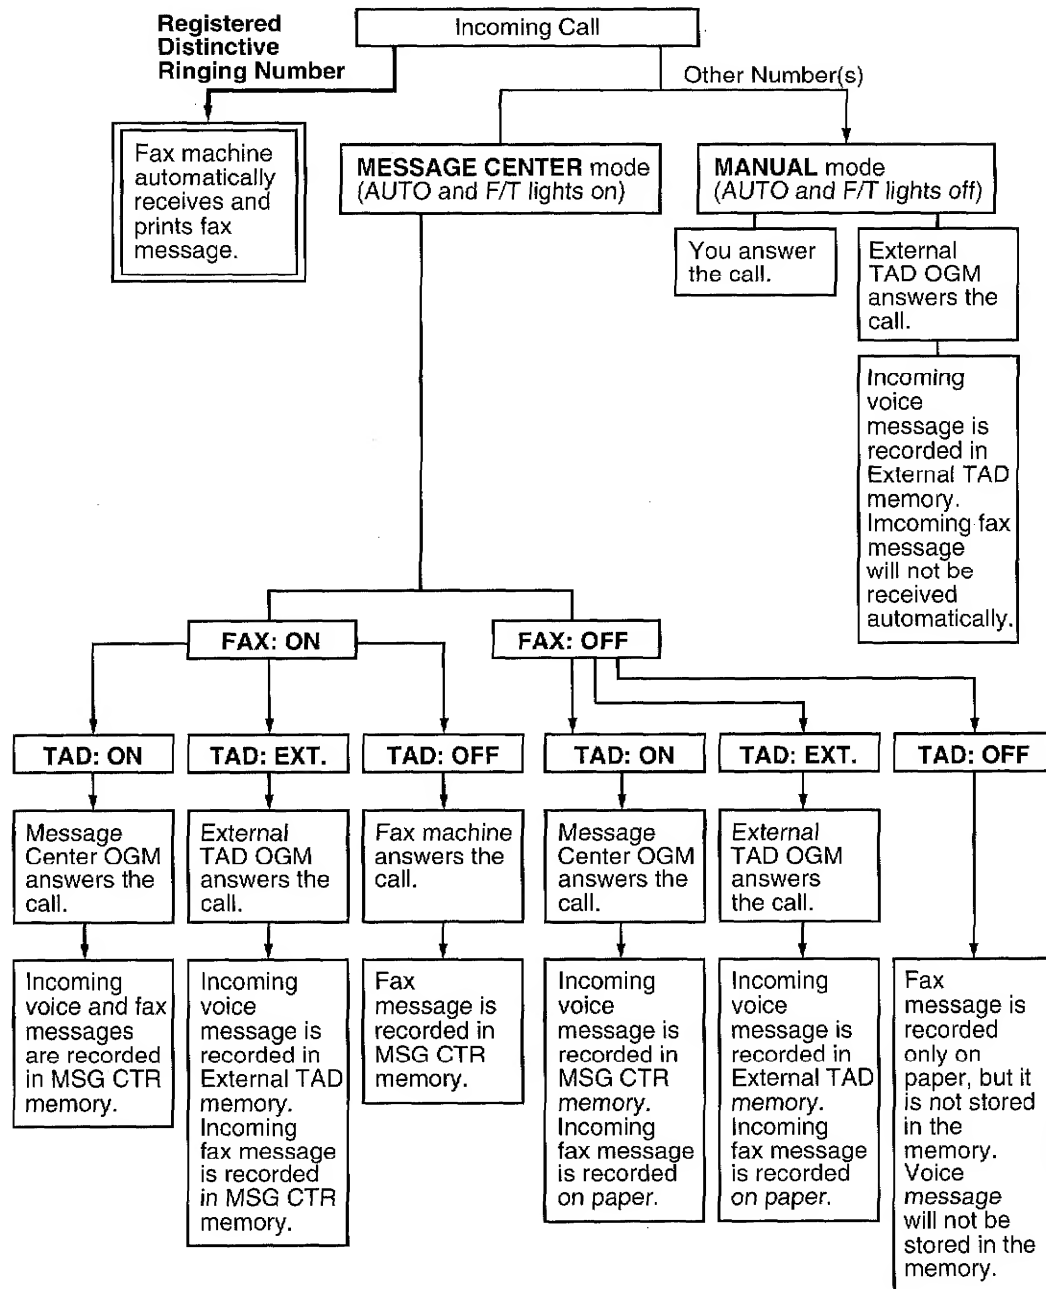 Registered
Distinctive
Ringing Number
Incoming Call
Other Number(s)
Fax machine
automatically
receives and
prints fax
message.
MESSAGE CENTER mode
(AUTO and F/T lights on)
MANUAL mode
(AUTO and F/T lights off)
You answer
the call.
External
TAD OGM
answers the
call.
Incoming
voice
message is
recorded in
External TAD
memory.
Imcoming fax
message
will not be
received
automatically.
FAX: ON
FAX: OFF
TAD: ON
TAD: EXT.
TAD: OFF
TAD: ON
TAD: EXT.
TAD: OFF
Message
Center OGM
answers the
call.
External
TAD OGM
answers the
call.
Fax machine
answers the
call.
Message
Center OGM
answers the
call.
External
TAD OGM
answers
the call.
Incoming
voice and fax
messages
are recorded
in MSG CTR
memory.
Incoming
voice
message is
recorded in
External TAD
memory.
Incoming
fax message
is recorded
in MSG CTR
memory.
Fax
message is
recorded in
MSG CTR
memory.
Incoming
voice
message is
recorded in
MSG CTR
memory.
Incoming
fax message
is recorded
on paper.
Incoming
voice
message is
recorded in
External TAD
memory.
Incoming
fax message
is recorded
on paper.
Fax
message is
recorded
only on
paper, but it
is not stored
in the
memory.
Voice
message
will not be
stored in the
memory.